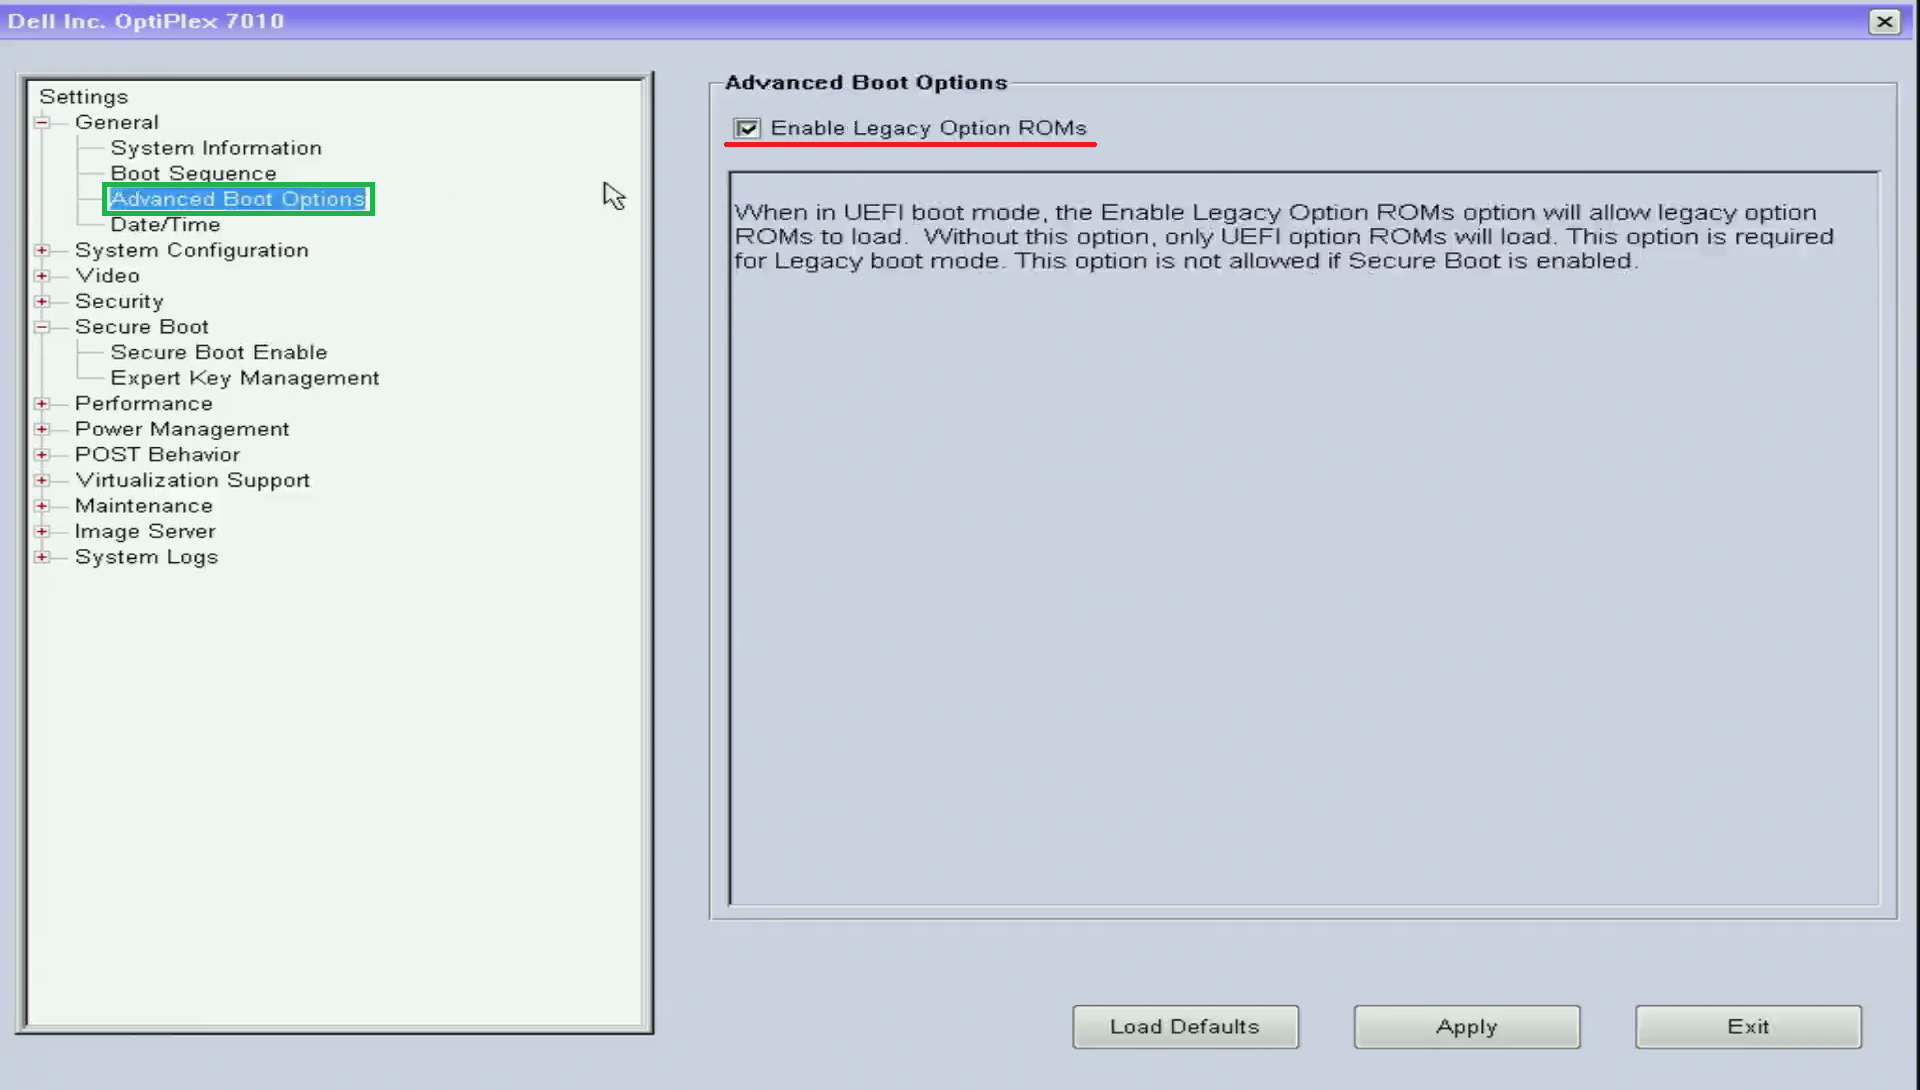 Dell Inc. OptiPlex 7010
Settings
General
System Information
Boot Sequence
Advanced Boot Options
Date/Time
System Configuration
Video
Security
Secure Boot
Secure Boot Enable
Expert Key Management
Performance
Power Management
POST Behavior
Virtualization Support
Maintenance
Image Server
System Logs
Advanced Boot Options
Enable Legacy Option ROMs
When in UEFI boot mode, the Enable Legacy Option ROMs option will allow legacy option
ROMs to load.  Without this option, only UEFI option ROMs will load. This option is required
for Legacy boot mode. This option is not allowed if Secure Boot is enabled.
Load Defaults
Apply
Exit